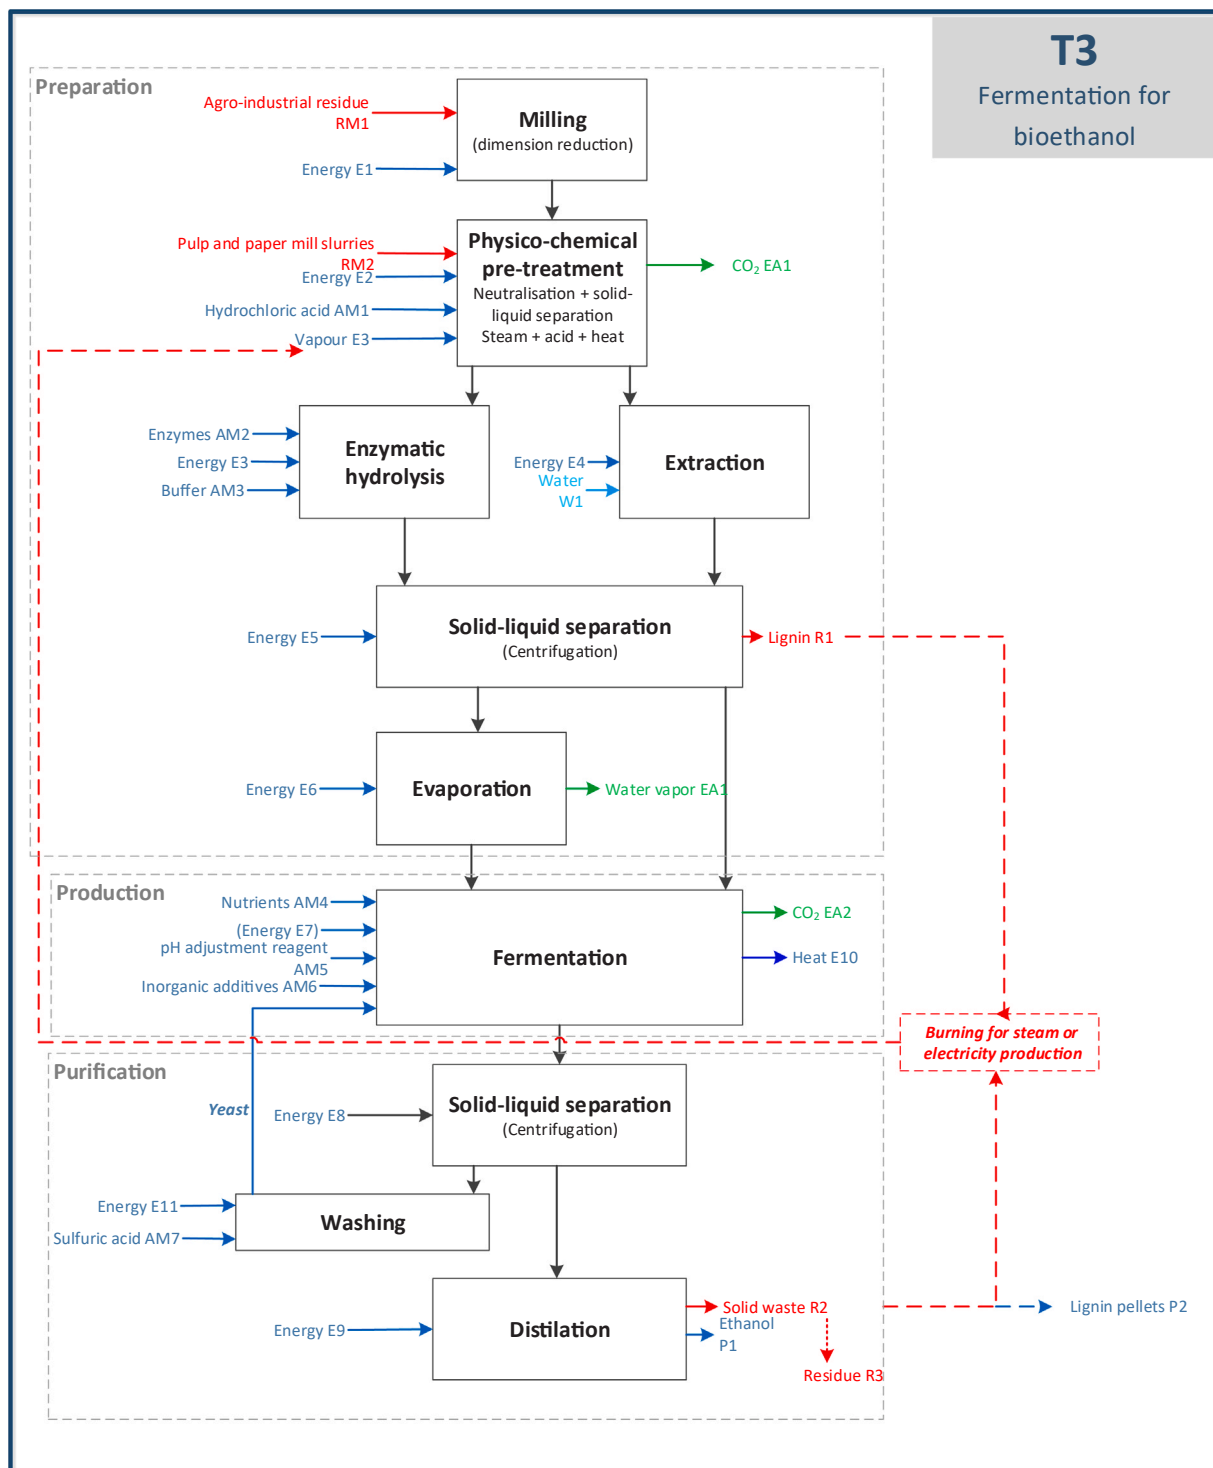 T3
Fermentation for
bioethanol
Preparation
Agro-industrial residue
RM1
Milling
(dimension reduction)
Energy E1
Pulp and paper mill slurries
RM2
Energy E2
Hydrochloric acid AM1
Vapour E3
Physico-chemical
pre-treatment
Neutralisation + solid-
liquid separation
Steam + acid + heat
CO₂ EA1
Enzymes AM2
Energy E3
Buffer AM3
Enzymatic
hydrolysis
Energy E4
Water
W1
Extraction
Energy E5
Solid-liquid separation
(Centrifugation)
Lignin R1
Energy E6
Evaporation
Water vapor EA1
Production
Nutrients AM4
(Energy E7)
pH adjustment reagent
AM5
Inorganic additives AM6
Fermentation
CO₂ EA2
Heat E10
Burning for steam or
electricity production
Purification
Yeast
Energy E8
Solid-liquid separation
(Centrifugation)
Energy E11
Sulfuric acid AM7
Washing
Energy E9
Distilation
Solid waste R2
Ethanol
P1
Residue R3
Lignin pellets P2